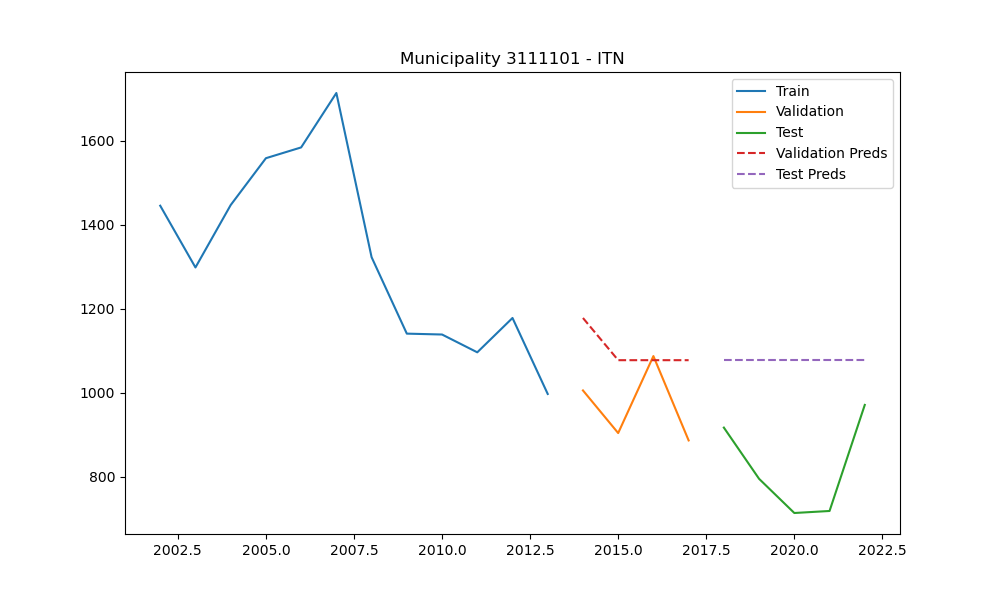 Municipality 3111101 - ITN
Train
Validation
Test
Validation Preds
Test Preds
1600
1400
1200
1000
800
2002.5 2005.0 2007.5 2010.0 2012.5 2015.0 2017.5 2020.0 2022.5